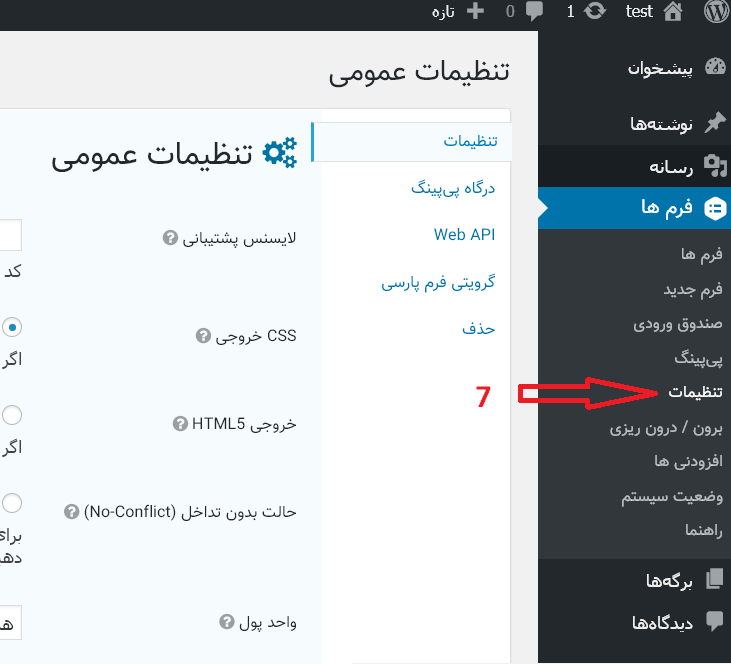 test 1 0 تازه
پیشخوان
نوشته‌ها
رسانه
فرم ها
فرم ها
فرم جدید
صندوق ورودی
پی‌پینگ
تنظیمات
برون / درون ریزی
افزودنی ها
وضعیت سیستم
راهنما
برگه‌ها
دیدگاه‌ها
تنظیمات عمومی
تنظیمات
درگاه پی‌پینگ
Web API
گرویتی فرم پارسی
حذف
7
تنظیمات عمومی
لایسنس پشتیبانی
کد
CSS خروجی
اگر
خروجی HTML5
اگر
حالت بدون تداخل (No-Conflict)
واحد پول